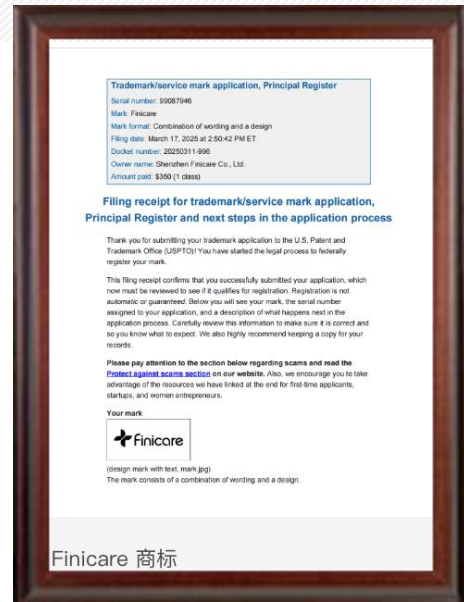 Trademark/service mark application, Principal Register
Serial number: 99087946
Mark: Finicare
Mark format: Combination of wording and a design
Filing date: March 17, 2025 at 2:50:42 PM ET
Docket number: 20250311-996
Owner name: Shenzhen Finicare Co., Ltd.
Amount paid: $350 (1 class)
Filing receipt for trademark/service mark application,
Principal Register and next steps in the application process
Thank you for submitting your trademark application to the U.S. Patent and
Trademark Office (USPTO)! You have started the legal process to federally
register your mark.
This filing receipt confirms that you successfully submitted your application, which
now must be reviewed to see if it qualifies for registration. Registration is not
automatic or guaranteed. Below you will see your mark, the serial number
assigned to your application, and a description of what happens next in the
application process. Carefully review this information to make sure it is correct and
so you know what to expect. We also highly recommend keeping a copy for your
records.
Please pay attention to the section below regarding scams and read the
Protect against scams section on our website. Also, we encourage you to take
advantage of the resources we have linked at the end for first-time applicants,
startups, and women entrepreneurs.
Your mark
Finicare
(design mark with text, mark.jpg)
The mark consists of a combination of wording and a design.
Finicare 商标